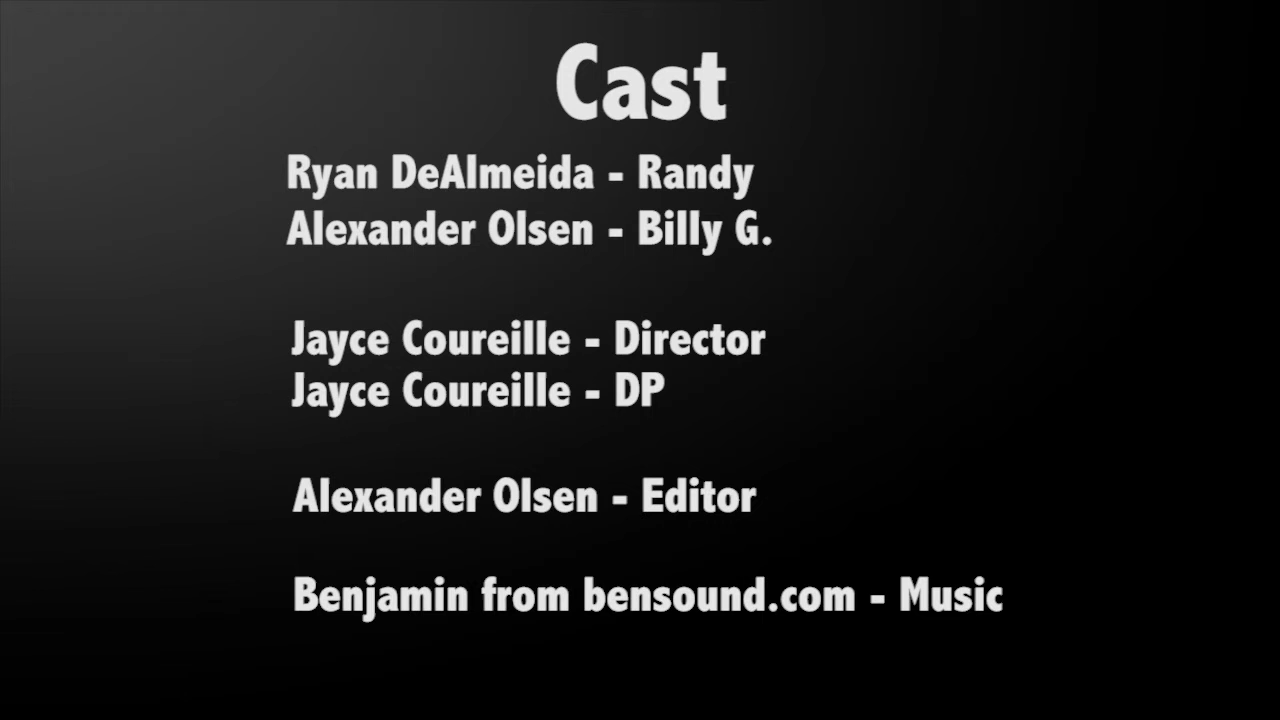 Cast
Ryan DeAlmeida - Randy
Alexander Olsen - Billy G.
Jayce Coureille - Director
Jayce Coureille - DP
Alexander Olsen - Editor
Benjamin from bensound.com - Music